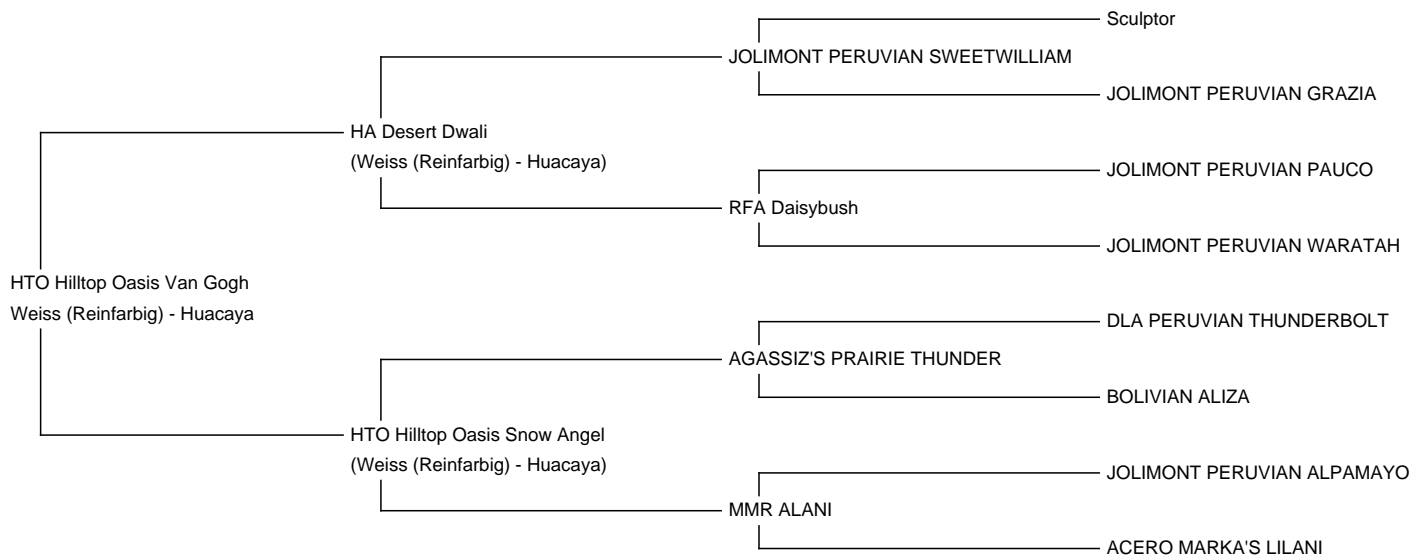 Sculptor
JOLIMONT PERUVIAN SWEETWILLIAM
JOLIMONT PERUVIAN GRAZIA
HA Desert Dwali
(Weiss (Reinfarbig) - Huacaya)
JOLIMONT PERUVIAN PAUCO
RFA Daisybush
JOLIMONT PERUVIAN WARATAH
HTO Hilltop Oasis Van Gogh
Weiss (Reinfarbig) - Huacaya
DLA PERUVIAN THUNDERBOLT
AGASSIZ'S PRAIRIE THUNDER
BOLIVIAN ALIZA
HTO Hilltop Oasis Snow Angel
(Weiss (Reinfarbig) - Huacaya)
JOLIMONT PERUVIAN ALPAMAYO
MMR ALANI
ACERO MARKA'S LILANI